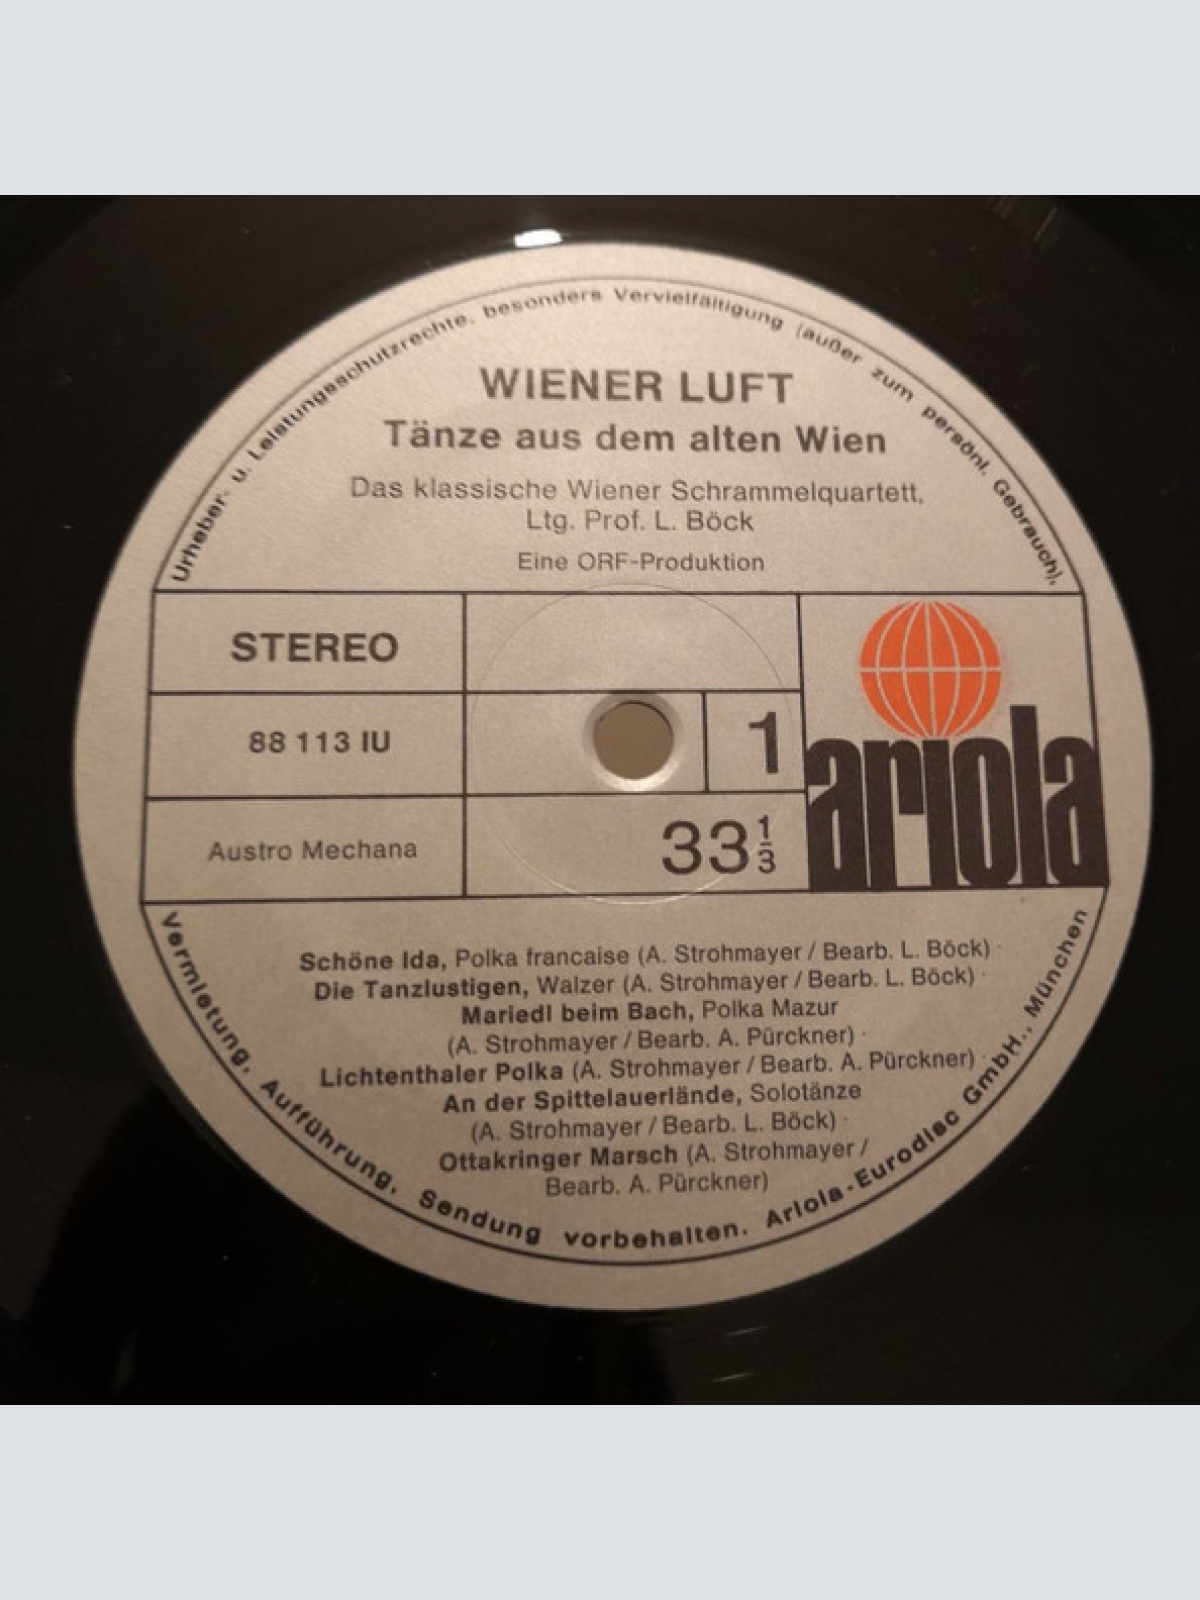 Urheber- u. Leistungsschutzrechte, besonders Vervielfältigung (außer zum persönl. Gebrauch),
WIENER LUFT
Tänze aus dem alten Wien
Das klassische Wiener Schrammelquartett,
Ltg. Prof. L. Böck
Eine ORF-Produktion
STEREO
88 113 IU
1
ariola
Austro Mechana
33 1/3
Schöne Ida, Polka francaise (A. Strohmayer / Bearb. L. Böck) ·
Die Tanzlustigen, Walzer (A. Strohmayer / Bearb. L. Böck) ·
Mariedl beim Bach, Polka Mazur
(A. Strohmayer / Bearb. A. Pürckner) ·
Lichtenthaler Polka (A. Strohmayer / Bearb. A. Pürckner) ·
An der Spittelauerlände, Solotänze
(A. Strohmayer / Bearb. L. Böck) ·
Ottakringer Marsch (A. Strohmayer /
Bearb. A. Pürckner)
Vermietung, Aufführung, Sendung vorbehalten. Ariola-Eurodisc GmbH., München